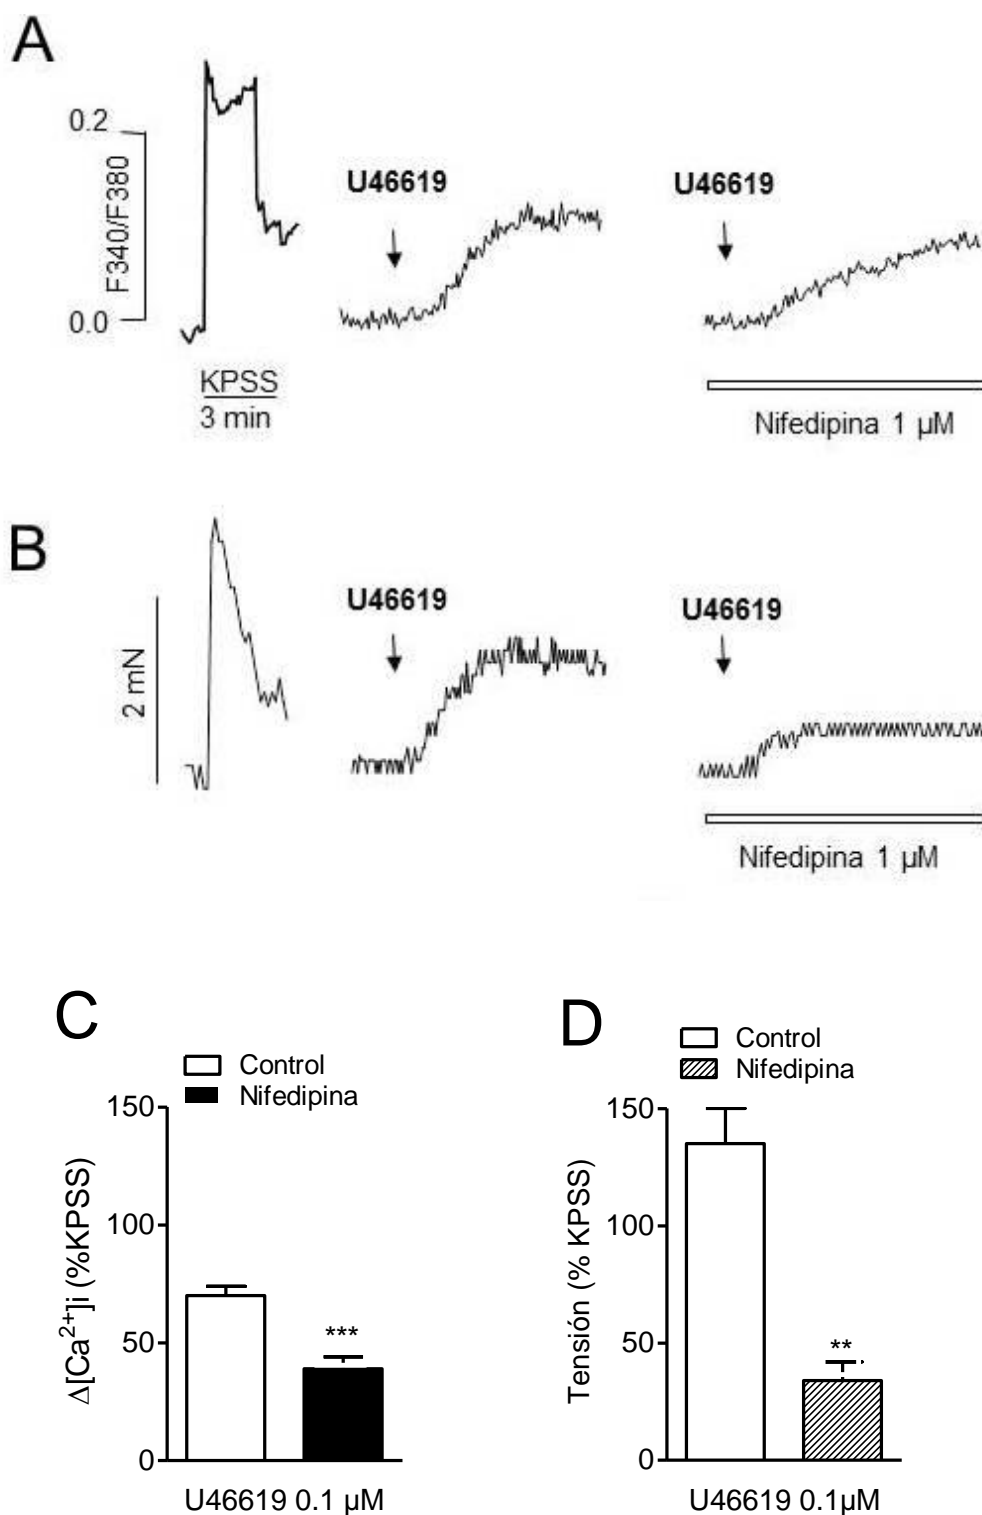 A
0.2
F340/F380
0.0
KPSS
3 min
U46619
U46619
Nifedipina 1 µM
B
2 mN
U46619
U46619
Nifedipina 1 µM
C
Control
Nifedipina
150
100
50
0
Δ[Ca²⁺]i (%KPSS)
***
U46619 0.1 µM
D
Control
Nifedipina
150
100
50
0
Tensión (% KPSS)
**
U46619 0.1µM